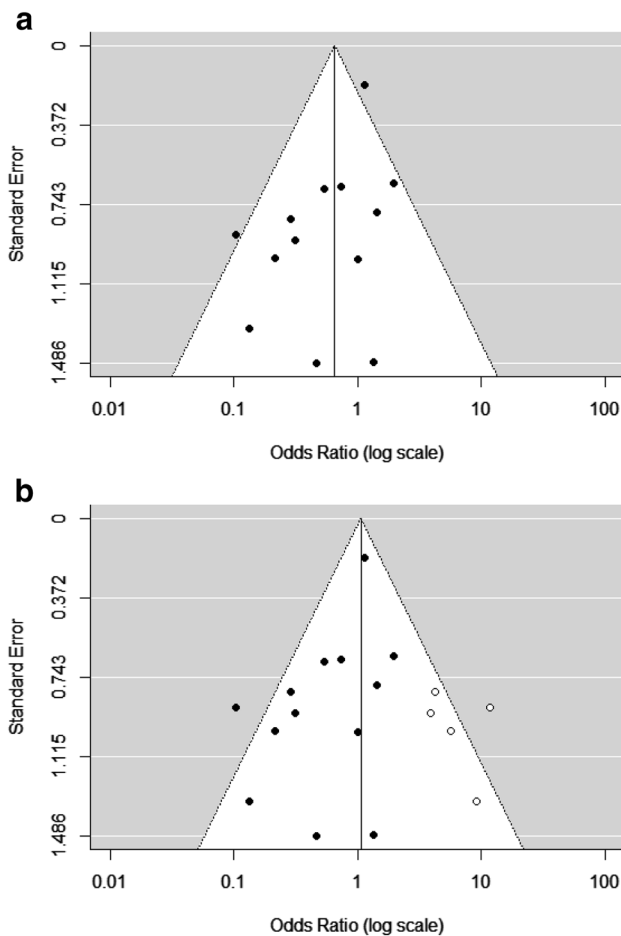 a
0
0.372
0.743
1.115
1.486
Standard Error
0.01 0.1 1 10 100
Odds Ratio (log scale)
b
0
0.372
0.743
1.115
1.486
Standard Error
0.01 0.1 1 10 100
Odds Ratio (log scale)